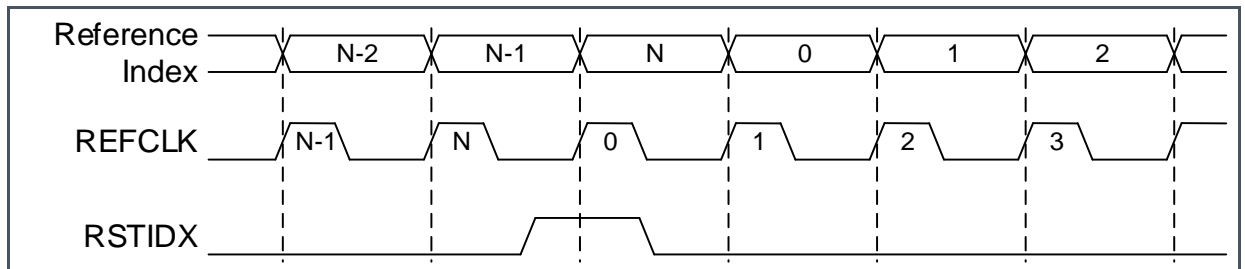 Reference
Index
N-2 N-1 N 0 1 2
REFCLK N-1 N 0 1 2 3
RSTIDX